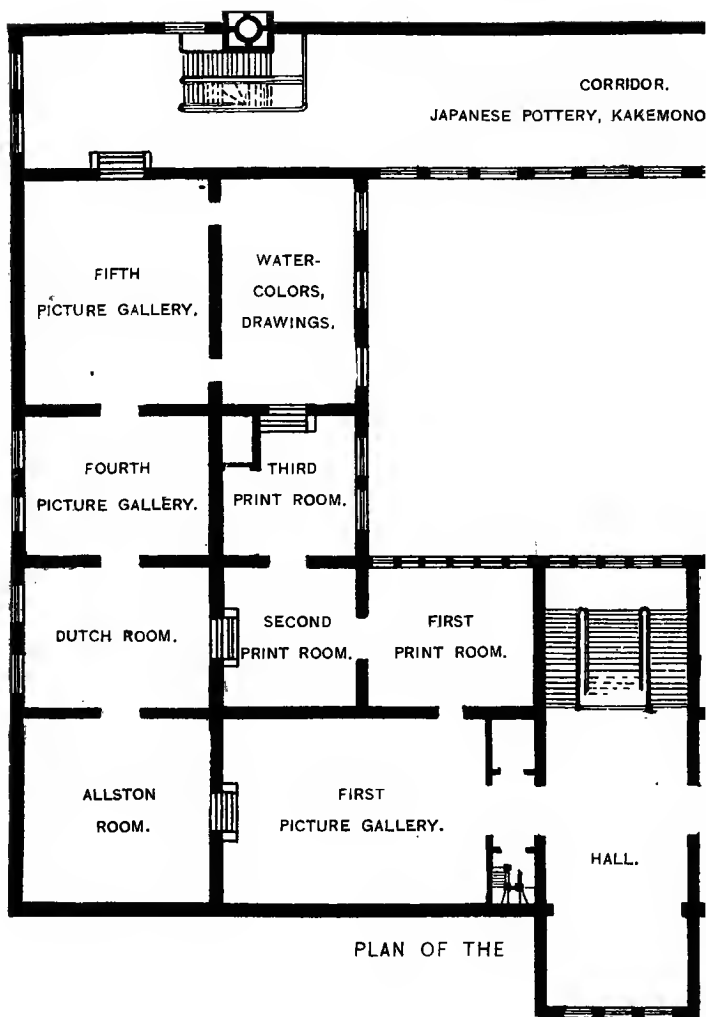 CORRIDOR.
JAPANESE POTTERY, KAKEMONO
FIFTH
PICTURE GALLERY.
WATER-
COLORS,
DRAWINGS.
FOURTH
PICTURE GALLERY.
THIRD
PRINT ROOM.
DUTCH ROOM.
SECOND
PRINT ROOM.
FIRST
PRINT ROOM.
ALLSTON
ROOM.
FIRST
PICTURE GALLERY.
HALL.
PLAN OF THE